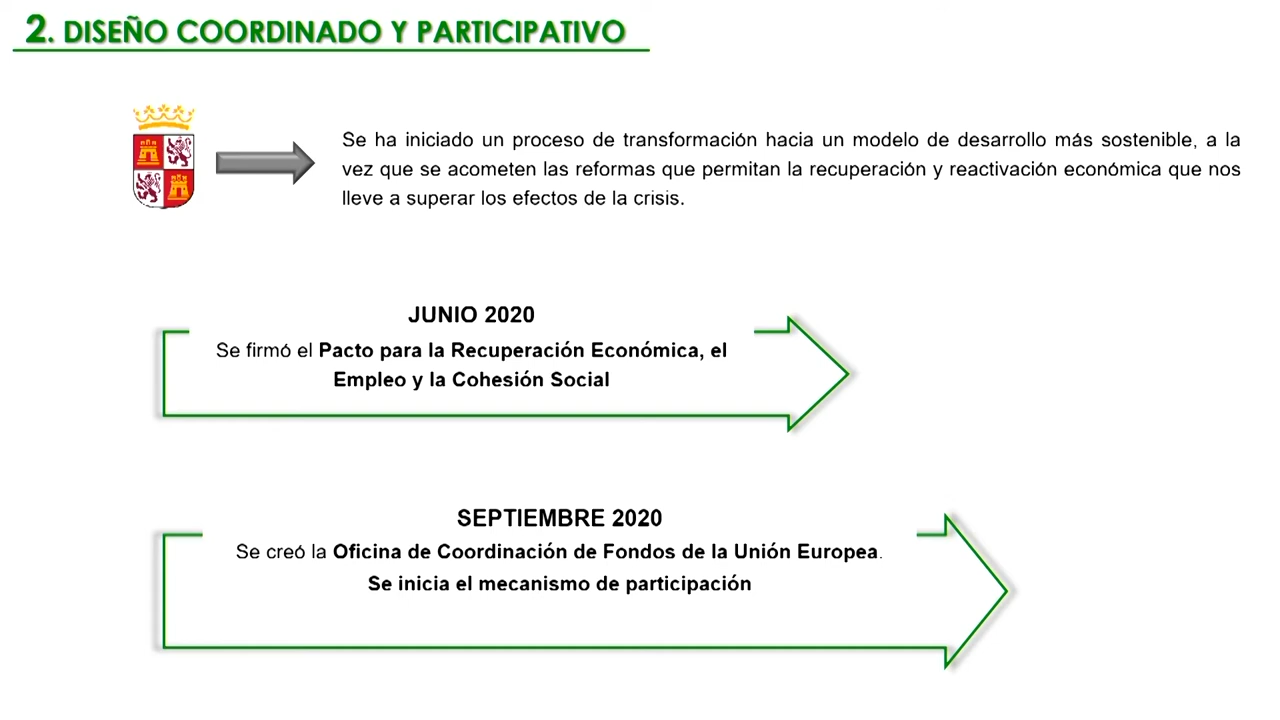 2. DISEÑO COORDINADO Y PARTICIPATIVO
Se ha iniciado un proceso de transformación hacia un modelo de desarrollo más sostenible, a la
vez que se acometen las reformas que permitan la recuperación y reactivación económica que nos
lleve a superar los efectos de la crisis.
JUNIO 2020
Se firmó el Pacto para la Recuperación Económica, el
Empleo y la Cohesión Social
SEPTIEMBRE 2020
Se creó la Oficina de Coordinación de Fondos de la Unión Europea.
Se inicia el mecanismo de participación